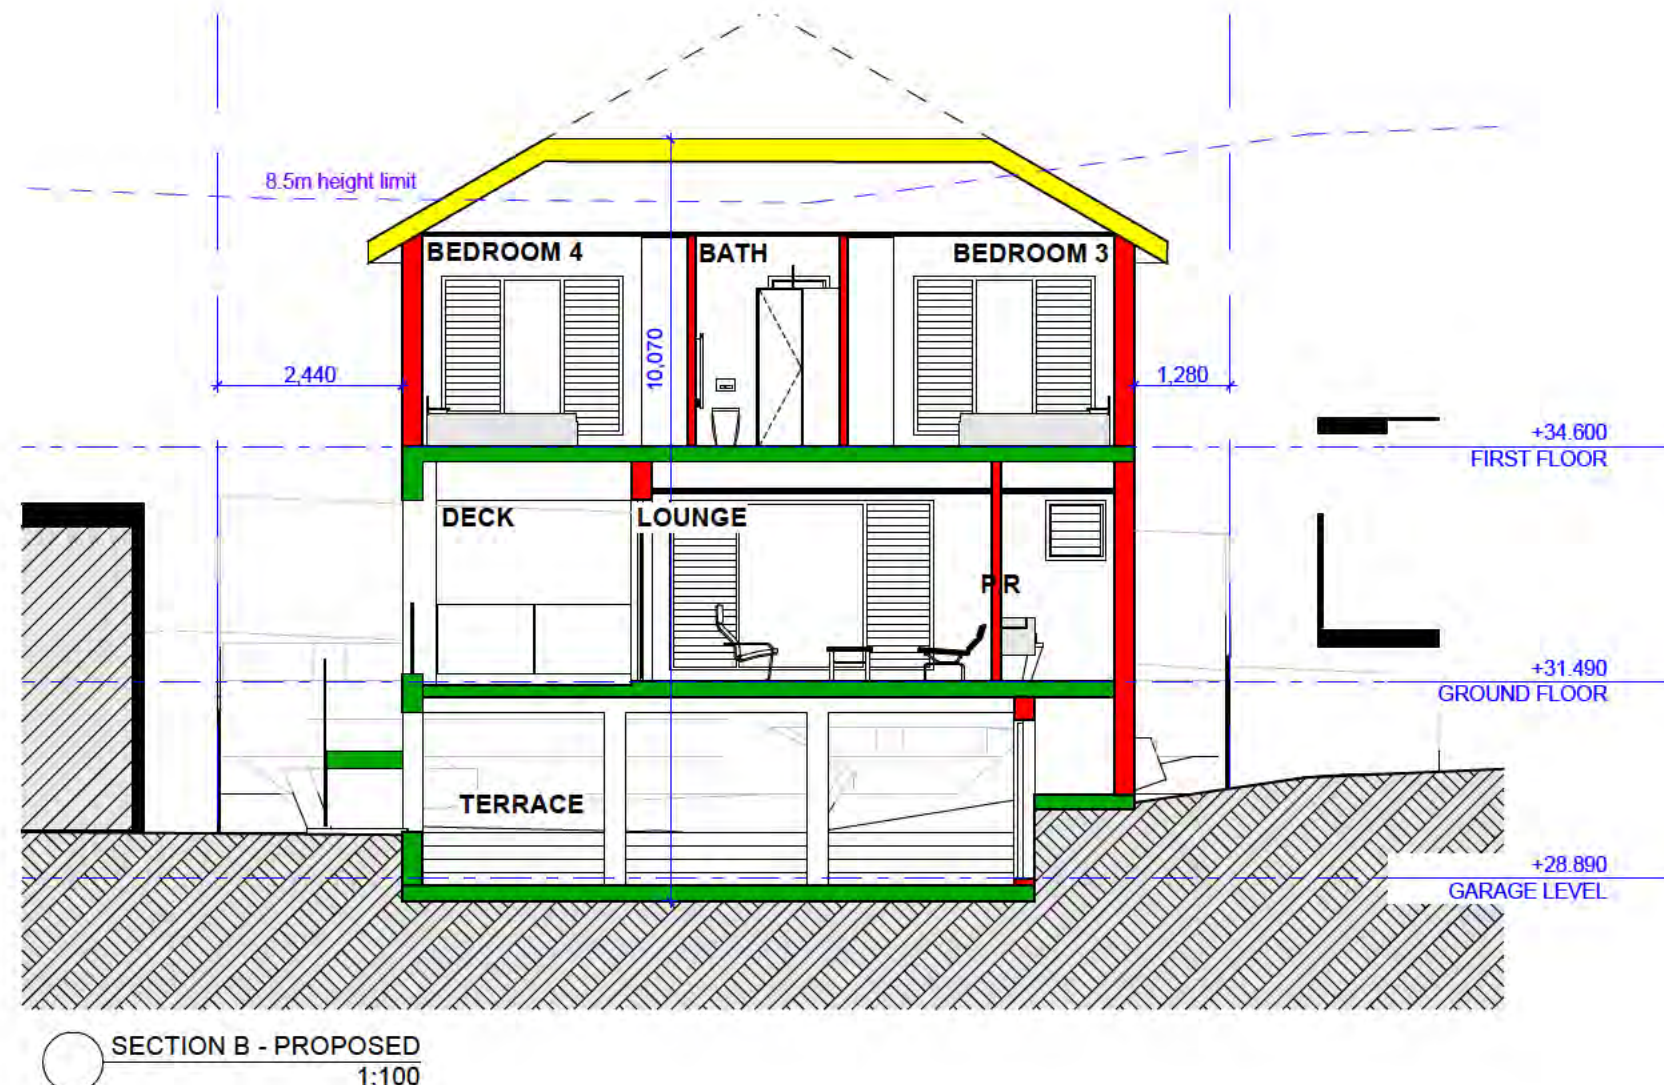 8.5m height limit
BEDROOM 4
BATH
BEDROOM 3
10,070
2,440
1,280
+34.600
FIRST FLOOR
DECK
LOUNGE
P R
+31.490
GROUND FLOOR
TERRACE
+28.890
GARAGE LEVEL
SECTION B - PROPOSED
1:100